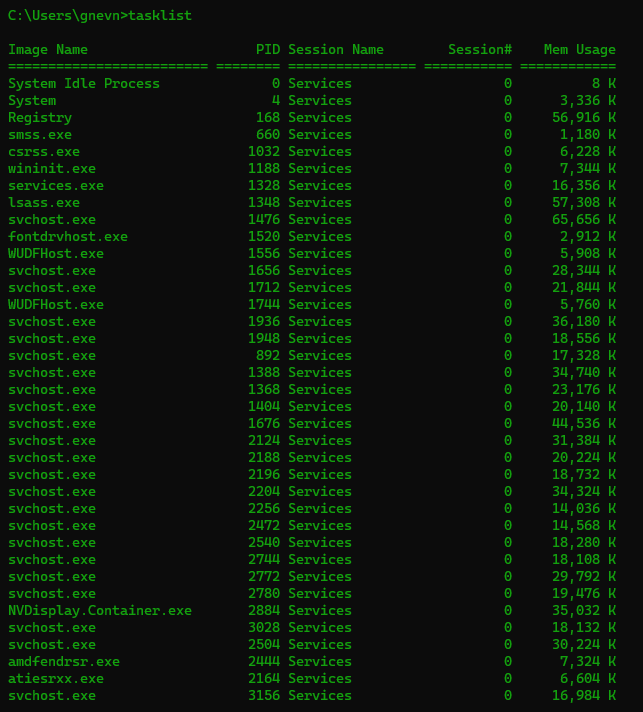 C:\Users\gnevn>tasklist

Image Name                     PID Session Name        Session#    Mem Usage
========================= ======== ================ =========== ============
System Idle Process              0 Services                   0          8 K
System                           4 Services                   0      3,336 K
Registry                       168 Services                   0     56,916 K
smss.exe                       660 Services                   0      1,180 K
csrss.exe                     1032 Services                   0      6,228 K
wininit.exe                   1188 Services                   0      7,344 K
services.exe                  1328 Services                   0     16,356 K
lsass.exe                     1348 Services                   0     57,308 K
svchost.exe                   1476 Services                   0     65,656 K
fontdrvhost.exe               1520 Services                   0      2,912 K
WUDFHost.exe                  1556 Services                   0      5,908 K
svchost.exe                   1656 Services                   0     28,344 K
svchost.exe                   1712 Services                   0     21,844 K
WUDFHost.exe                  1744 Services                   0      5,760 K
svchost.exe                   1936 Services                   0     36,180 K
svchost.exe                   1948 Services                   0     18,556 K
svchost.exe                    892 Services                   0     17,328 K
svchost.exe                   1388 Services                   0     34,740 K
svchost.exe                   1368 Services                   0     23,176 K
svchost.exe                   1404 Services                   0     20,140 K
svchost.exe                   1676 Services                   0     44,536 K
svchost.exe                   2124 Services                   0     31,384 K
svchost.exe                   2188 Services                   0     20,224 K
svchost.exe                   2196 Services                   0     18,732 K
svchost.exe                   2204 Services                   0     34,324 K
svchost.exe                   2256 Services                   0     14,036 K
svchost.exe                   2472 Services                   0     14,568 K
svchost.exe                   2540 Services                   0     18,280 K
svchost.exe                   2744 Services                   0     18,108 K
svchost.exe                   2772 Services                   0     29,792 K
svchost.exe                   2780 Services                   0     19,476 K
NVDisplay.Container.exe       2884 Services                   0     35,032 K
svchost.exe                   3028 Services                   0     18,132 K
svchost.exe                   2504 Services                   0     30,224 K
amdfendrsr.exe                2444 Services                   0      7,324 K
atiesrxx.exe                  2164 Services                   0      6,604 K
svchost.exe                   3156 Services                   0     16,984 K